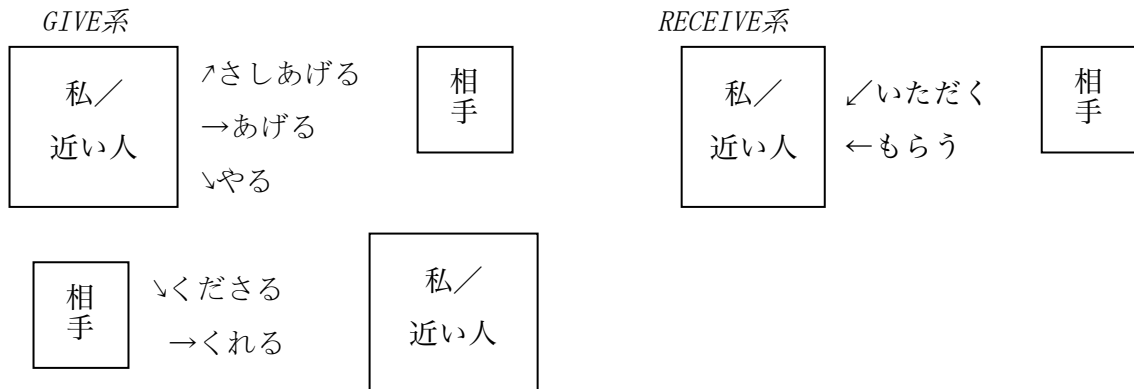 GIVE系
私／
近い人
↗さしあげる
→あげる
↘やる
相手
RECEIVE系
私／
近い人
↙いただく
←もらう
相手
相手
↘くださる
→くれる
私／
近い人